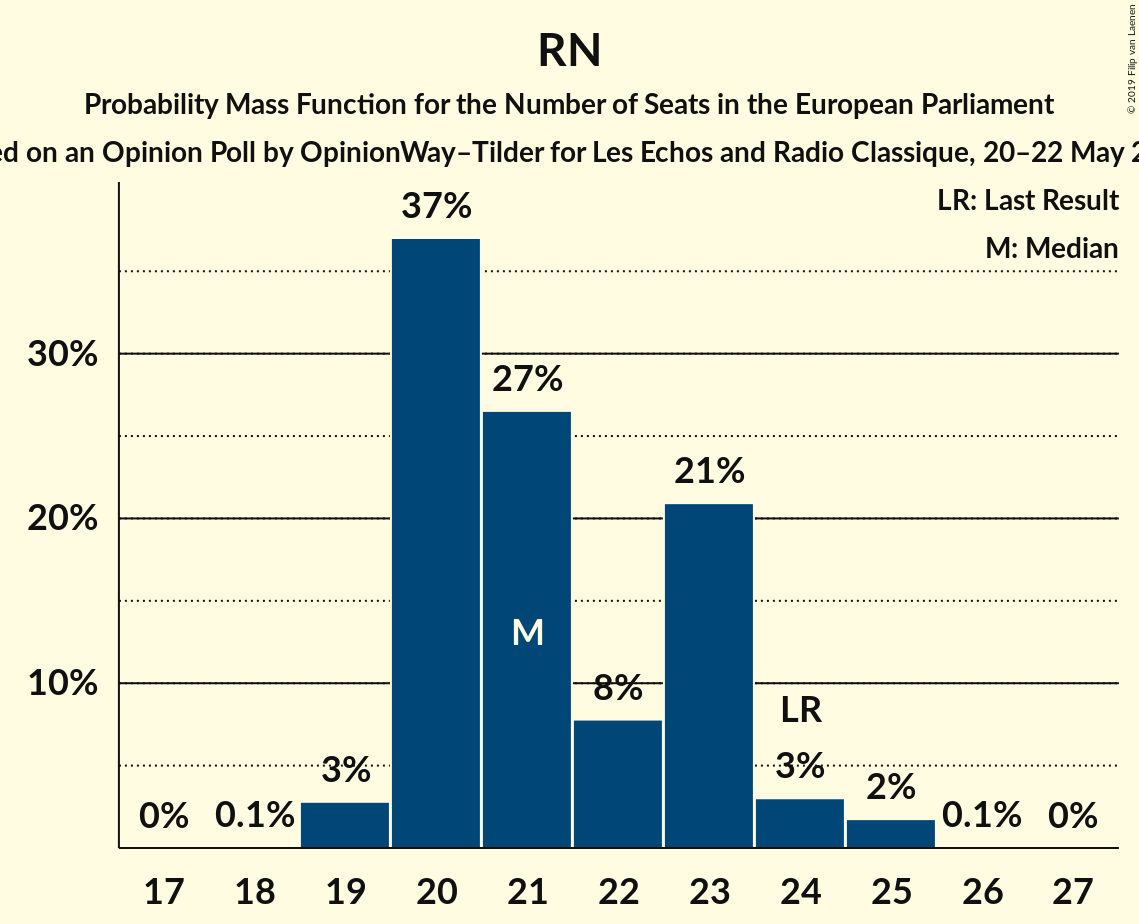 RN
Probability Mass Function for the Number of Seats in the European Parliament
on an Opinion Poll by OpinionWay–Tilder for Les Echos and Radio Classique, 20–22 May
© 2019 Filip van Laenen
LR: Last Result
M: Median
37%
30%
27%
21%
20%
M
10%
8%
LR
3%
3%
2%
0%
0.1%
0.1%
0%
17 18 19 20 21 22 23 24 25 26 27